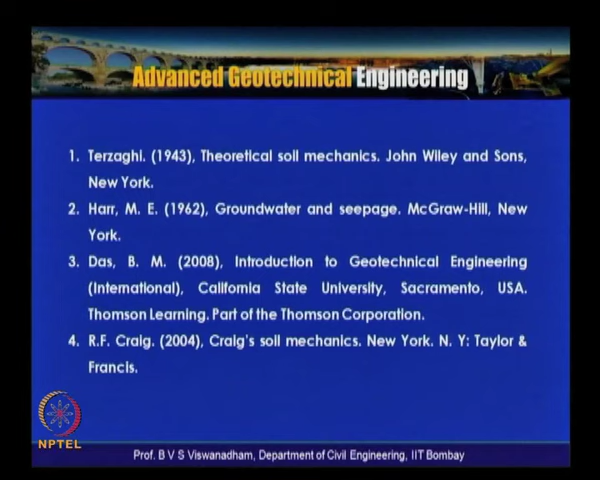 Advanced Geotechnical Engineering
1. Terzaghi. (1943), Theoretical soil mechanics. John Wiley and Sons,
New York.
2. Harr, M. E. (1962), Groundwater and seepage. McGraw-Hill, New
York.
3. Das, B. M. (2008), Introduction to Geotechnical Engineering
(International), California State University, Sacramento, USA.
Thomson Learning. Part of the Thomson Corporation.
4. R.F. Craig. (2004), Craig's soil mechanics. New York. N. Y: Taylor &
Francis.
NPTEL
Prof. B V S Viswanadham, Department of Civil Engineering, IIT Bombay